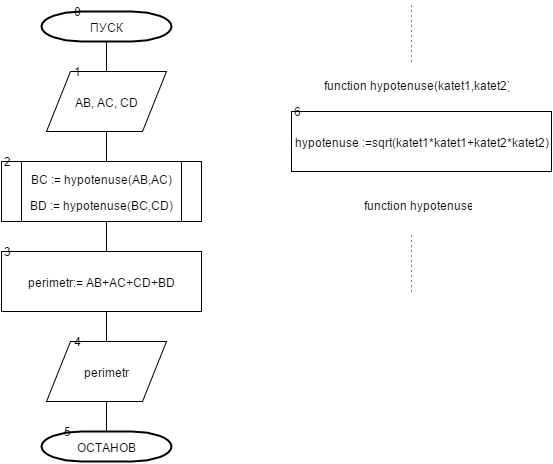 0
ПУСК
1
AB, AC, CD
2
BC := hypotenuse(AB,AC)
BD := hypotenuse(BC,CD)
3
perimetr:= AB+AC+CD+BD
4
perimetr
5
ОСТАНОВ
function hypotenuse(katet1,katet2)
6
hypotenuse :=sqrt(katet1*katet1+katet2*katet2)
function hypotenuse